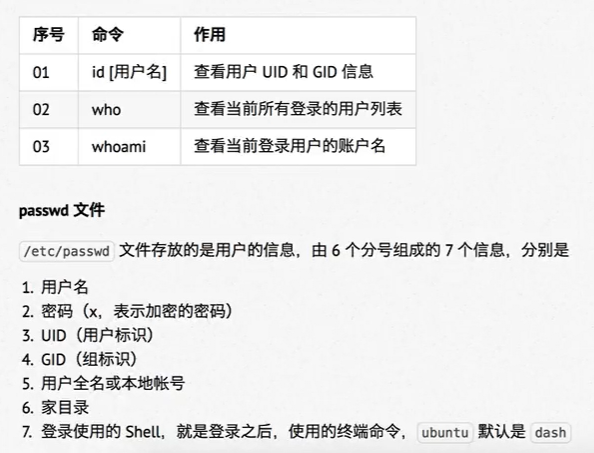 序号 命令 作用
01 id [用户名] 查看用户 UID 和 GID 信息
02 who 查看当前所有登录的用户列表
03 whoami 查看当前登录用户的账户名
passwd 文件
/etc/passwd 文件存放的是用户的信息，由 6 个分号组成的 7 个信息，分别是
1. 用户名
2. 密码（x，表示加密的密码）
3. UID（用户标识）
4. GID（组标识）
5. 用户全名或本地帐号
6. 家目录
7. 登录使用的 Shell，就是登录之后，使用的终端命令， ubuntu 默认是 dash